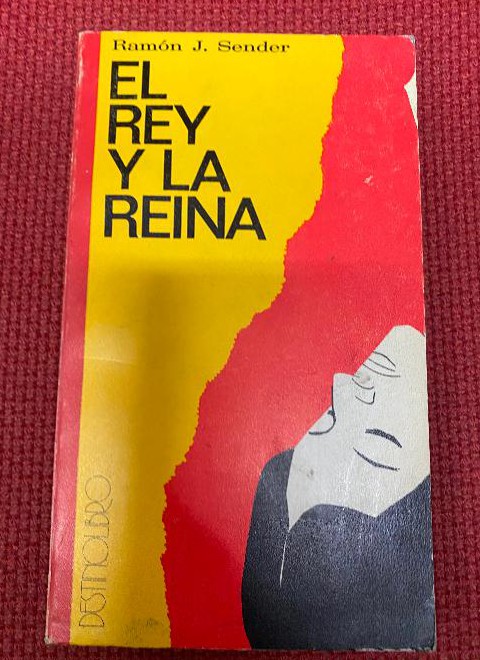 Ramón J. Sender
EL
REY
Y LA
REINA
DESTINOLIBRO